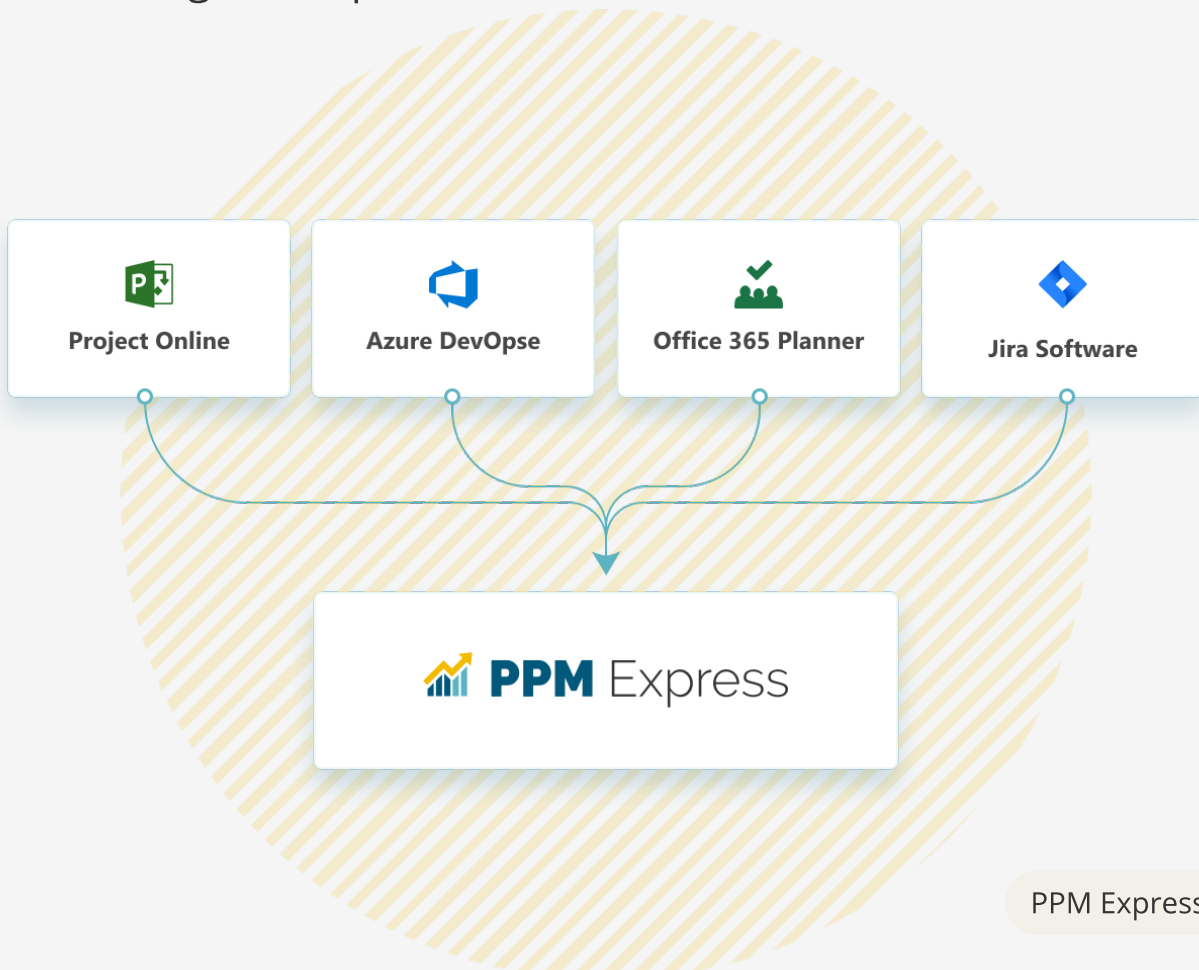 Project Online
Azure DevOpse
Office 365 Planner
Jira Software
PPM Express
PPM Express